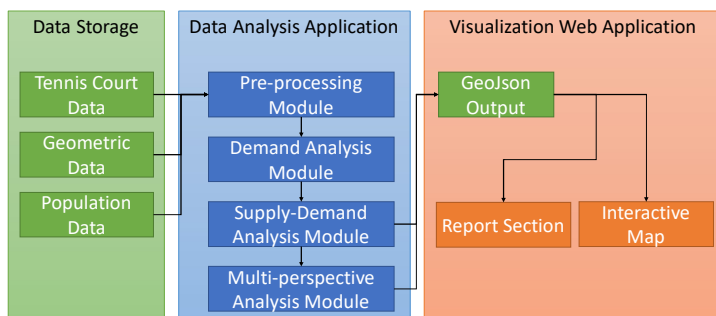 Data Storage
Tennis Court
Data
Geometric
Data
Population
Data
Data Analysis Application
Pre-processing
Module
Demand Analysis
Module
Supply-Demand
Analysis Module
Multi-perspective
Analysis Module
Visualization Web Application
GeoJson
Output
Report Section
Interactive
Map